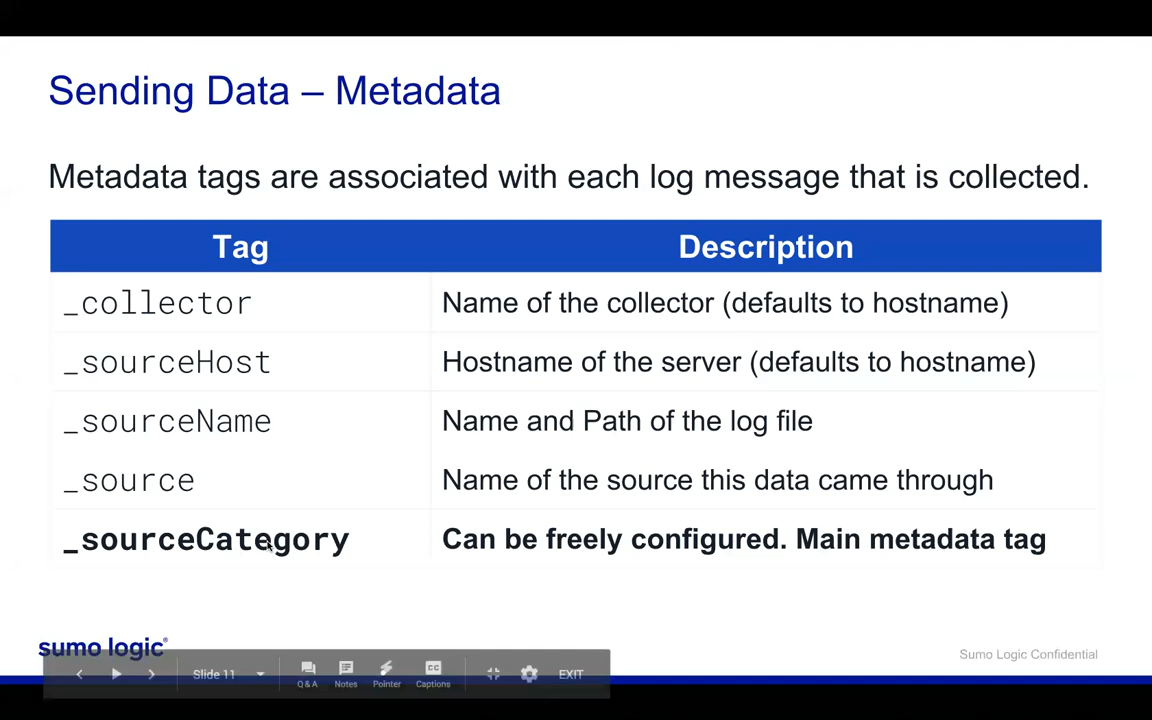 Sending Data – Metadata
Metadata tags are associated with each log message that is collected.
Tag Description
_collector Name of the collector (defaults to hostname)
_sourceHost Hostname of the server (defaults to hostname)
_sourceName Name and Path of the log file
_source Name of the source this data came through
_sourceCategory Can be freely configured. Main metadata tag
sumo logic®
Sumo Logic Confidential
Slide 11 Q & A Notes Pointer CC Captions EXIT